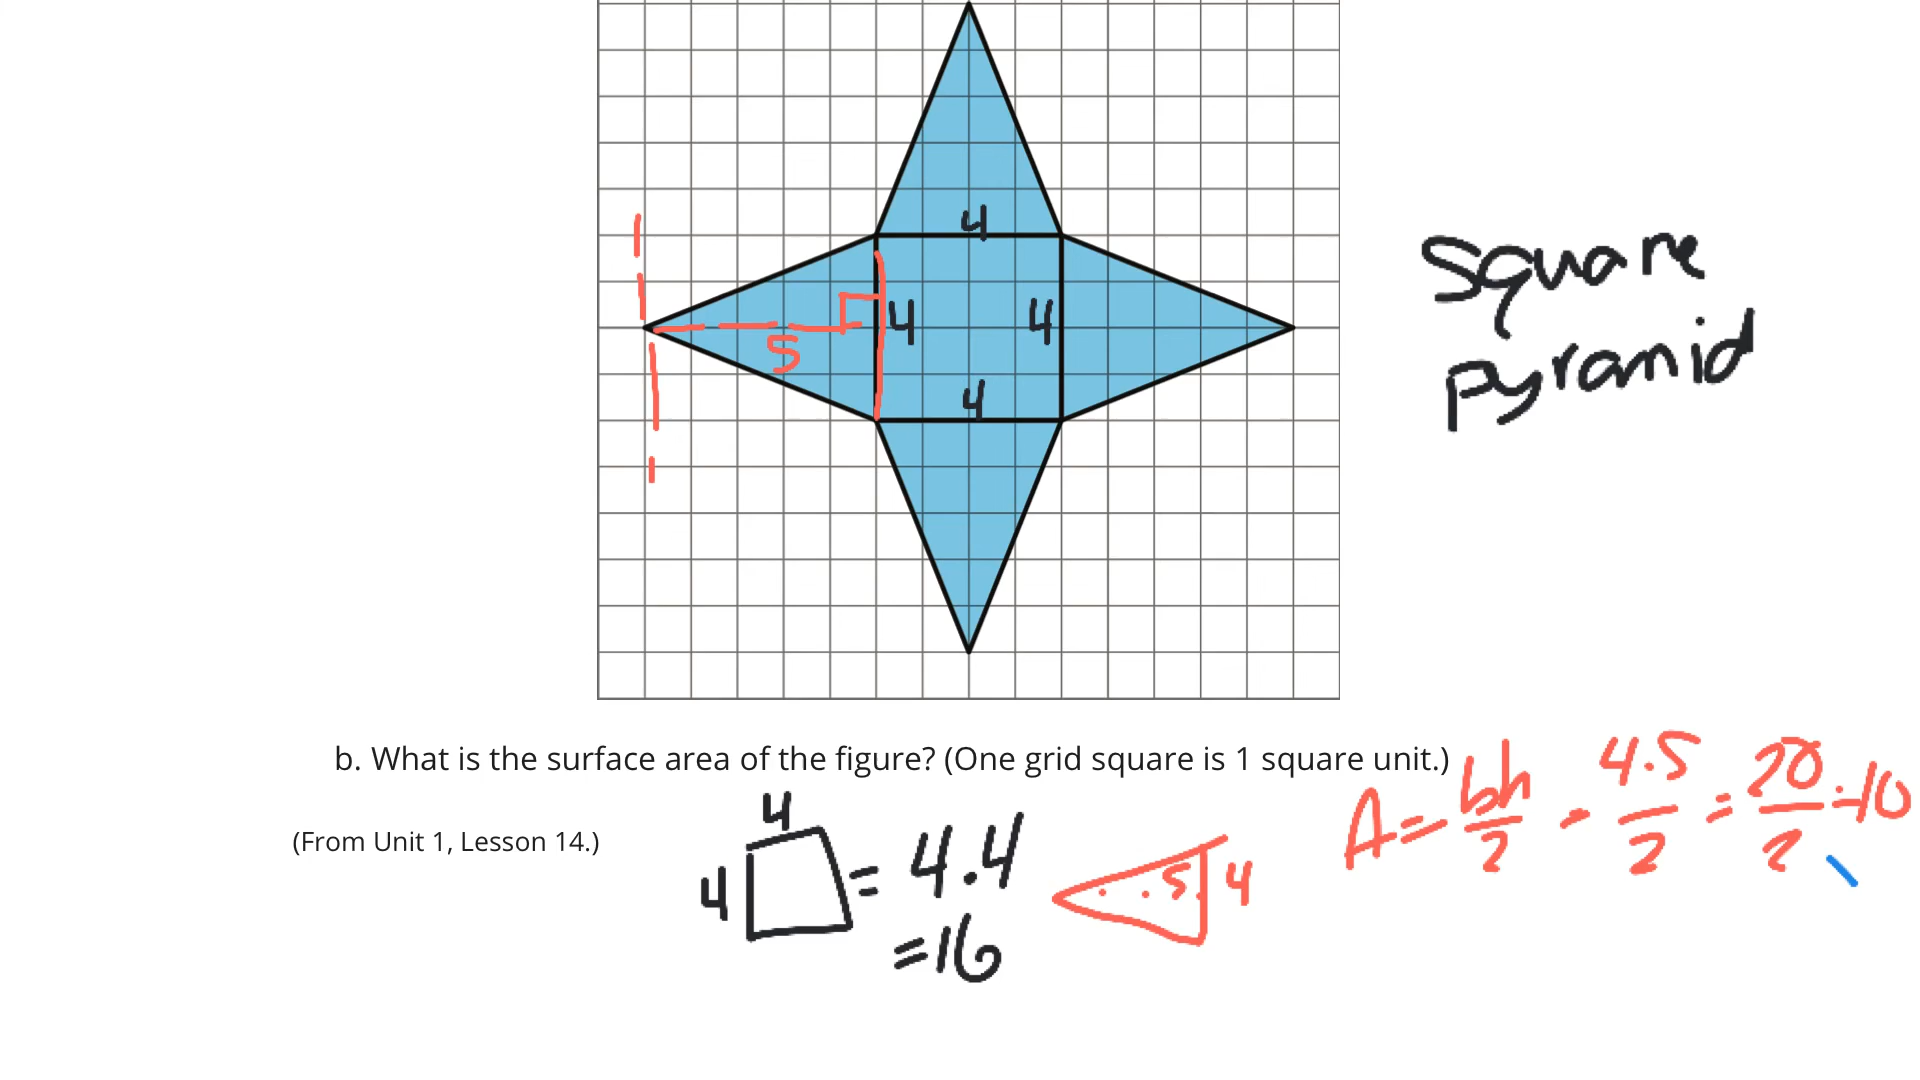 4
4 4
5
4
square
pyramid
b. What is the surface area of the figure? (One grid square is 1 square unit.)
(From Unit 1, Lesson 14.)
4
4 = 4.4
=16
.. 5. 4
A = bh/2 = 4.5/2 = 20/2 = 10